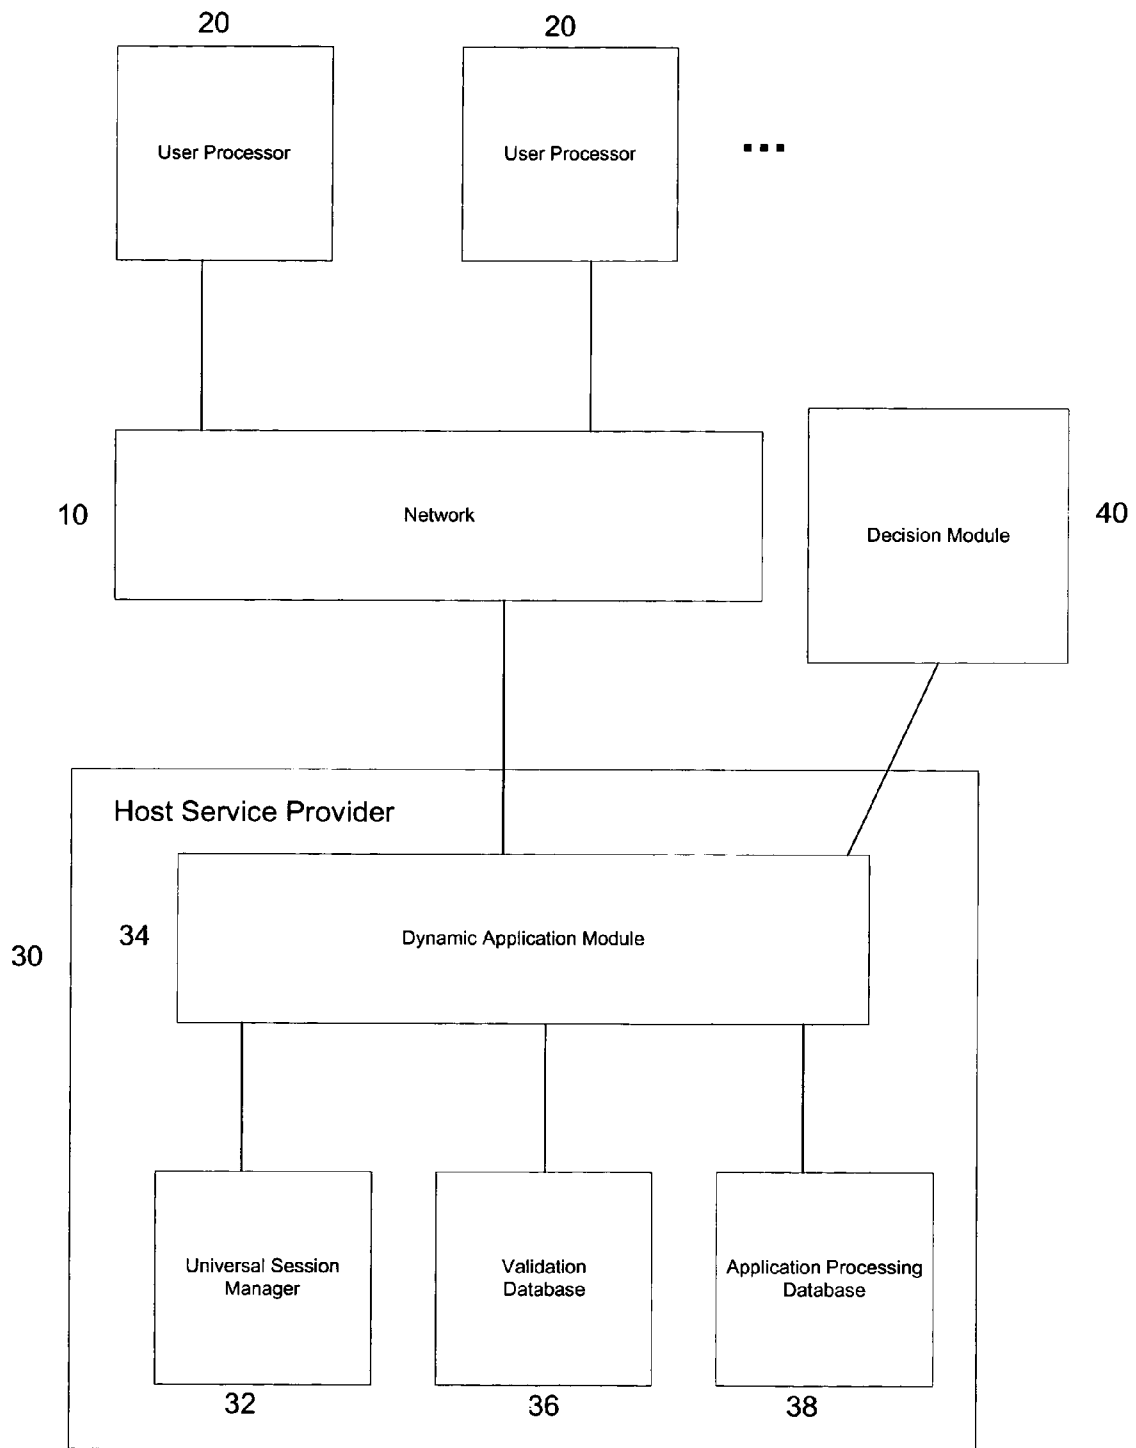 20
20
User Processor
User Processor
...
10
Network
Decision Module
40
Host Service Provider
30
34
Dynamic Application Module
Universal Session
Manager
Validation
Database
Application Processing
Database
32
36
38